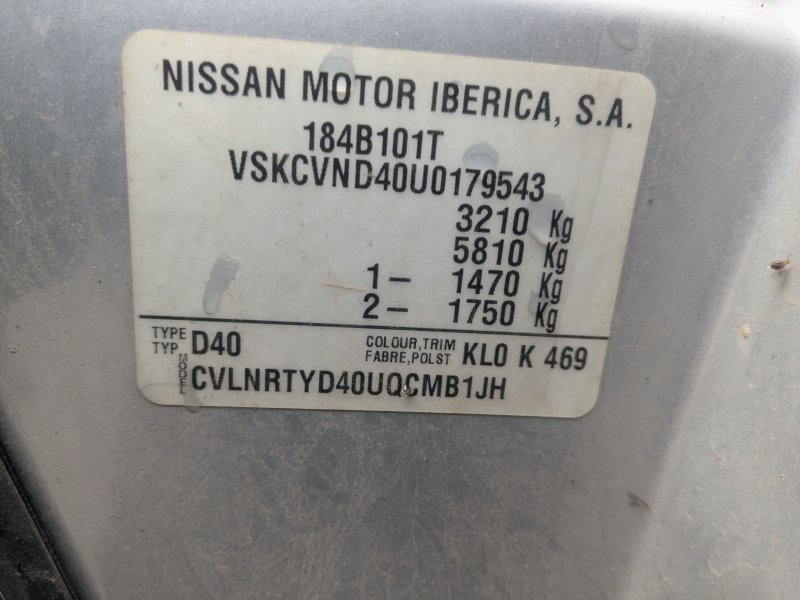 NISSAN MOTOR IBERICA, S.A.
184B101T
VSKCVND40U0179543
3210 Kg
5810 Kg
1- 1470 Kg
2- 1750 Kg
TYPE
TYP D40 COLOUR,TRIM
FABRE,POLST KL0 K 469
MODEL CVLNRTYD40UQCMB1JH